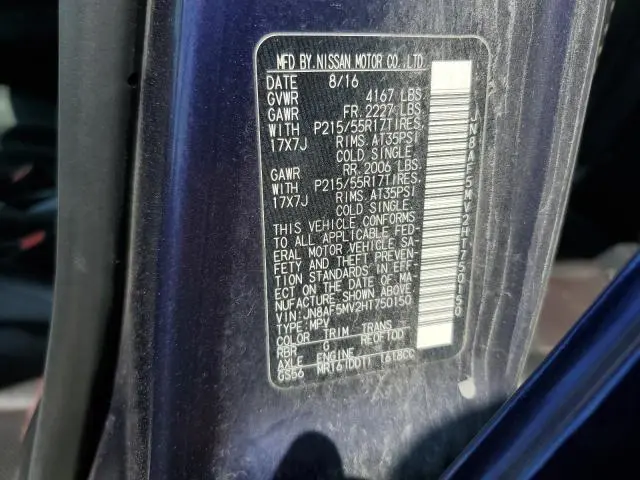 MFD BY, NISSAN MOTOR CO., LTD.
DATE 8/16
GVWR 4167 LBS
GAWR FR. 2227 LBS
WITH P215/55R17TIRES,
17X7J RIMS, AT35PSI
COLD SINGLE
GAWR RR. 2006 LBS
WITH P215/55R17TIRES,
17X7J RIMS, AT35PSI
COLD SINGLE
THIS VEHICLE CONFORMS
TO ALL APPLICABLE FED-
ERAL MOTOR VEHICLE SA-
FETY AND THEFT PREVEN-
TION STANDARDS IN EFF-
ECT ON THE DATE OF MA-
NUFACTURE SHOWN ABOVE
VIN: JN8AF5MV2HT750150
TYPE: MPV
COLOR TRIM TRANS
RBR G RE0F10D
AXLE ENGINE
GS56 MR16(DDT) 1618CC
JN8AF5MV2HT750150